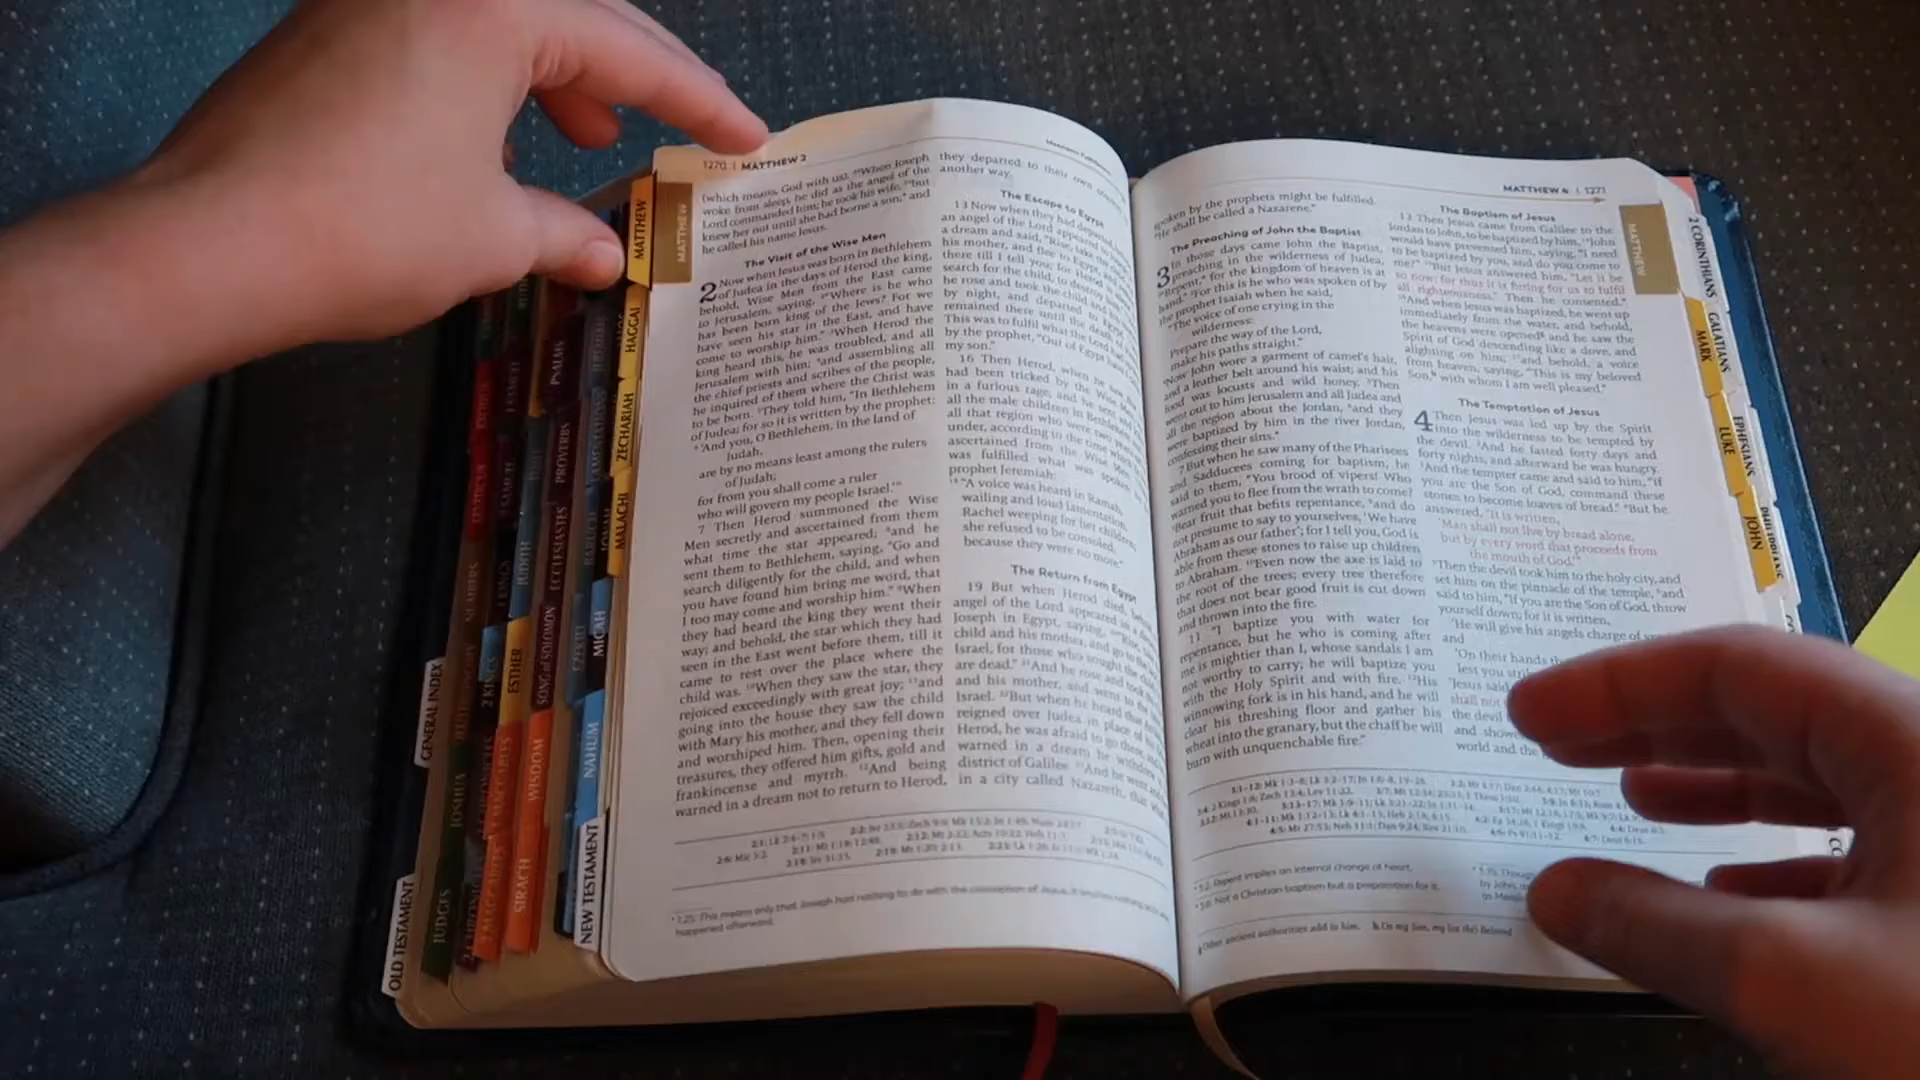 1270 | MATTHEW 2
(which means, God with us). ²⁴When Joseph
woke from sleep, he did as the angel of the
Lord commanded him; he took his wife, ²⁵but
knew her not until she had borne a son; and
he called his name Jesus.
The Visit of the Wise Men
2 Now when Jesus was born in Bethlehem
of Judea in the days of Herod the king,
behold, Wise Men from the East came
to Jerusalem, saying, ²"Where is he who
has been born king of the Jews? For we
have seen his star in the East, and have
come to worship him." ³When Herod the
king heard this, he was troubled, and all
Jerusalem with him; ⁴and assembling all
the chief priests and scribes of the people,
he inquired of them where the Christ was
to be born. ⁵They told him, "In Bethlehem
of Judea; for so it is written by the prophet:
⁶'And you, O Bethlehem, in the land of
Judah,
are by no means least among the rulers
of Judah;
for from you shall come a ruler
who will govern my people Israel.'"
7 Then Herod summoned the Wise
Men secretly and ascertained from them
what time the star appeared; ⁸and he
sent them to Bethlehem, saying, "Go and
search diligently for the child, and when
you have found him bring me word, that
I too may come and worship him." ⁹When
they had heard the king they went their
way; and behold, the star which they had
seen in the East went before them, till it
came to rest over the place where the
child was. ¹⁰When they saw the star, they
rejoiced exceedingly with great joy; ¹¹and
going into the house they saw the child
with Mary his mother, and they fell down
and worshiped him. Then, opening their
treasures, they offered him gifts, gold and
frankincense and myrrh. ¹²And being
warned in a dream not to return to Herod,
they departed to their own
another way.
The Escape to Egypt
13 Now when they had departed,
an angel of the Lord appeared
a dream and said, "Rise, take the
his mother, and flee to Egypt, and
there till I tell you; for Herod
search for the child, to destroy
he rose and took the child and
by night, and departed to
remained there until the death
This was to fulfil what the Lord had
by the prophet, "Out of Egypt have
my son."
16 Then Herod, when he saw
had been tricked by the Wise Men,
in a furious rage, and he sent and
all the male children in Bethlehem
all that region who were two years
under, according to the time which
ascertained from the Wise Men.
was fulfilled what was spoken by
prophet Jeremiah:
¹⁸"A voice was heard in Ramah,
wailing and loud lamentation,
Rachel weeping for her children;
she refused to be consoled,
because they were no more."
The Return from Egypt
19 But when Herod died, behold,
angel of the Lord appeared in a
Joseph in Egypt, saying, "Rise,
child and his mother, and go to the
Israel, for those who sought the
are dead." ²¹And he rose and took the
and his mother, and went to the
Israel. ²²But when he heard that
reigned over Judea in place of
Herod, he was afraid to go there, and
warned in a dream he withdrew
district of Galilee. ²³And he went and
in a city called Nazareth, that what
¹:²⁵: This means only that Joseph had nothing to do with the conception of Jesus. It implies nothing
happened afterward.
MATTHEW 4 | 1271
spoken by the prophets might be fulfilled,
"He shall be called a Nazarene."
The Preaching of John the Baptist
3 In those days came John the Baptist,
preaching in the wilderness of Judea,
²"Repent,* for the kingdom of heaven is at
hand." ³For this is he who was spoken of by
the prophet Isaiah when he said,
"The voice of one crying in the
wilderness:
Prepare the way of the Lord,
make his paths straight."
⁴Now John wore a garment of camel's hair,
and a leather belt around his waist; and his
food was locusts and wild honey. ⁵Then
went out to him Jerusalem and all Judea and
all the region about the Jordan, ⁶and they
were baptized by him in the river Jordan,
confessing their sins.*
7 But when he saw many of the Pharisees
and Sadducees coming for baptism, he
said to them, "You brood of vipers! Who
warned you to flee from the wrath to come?
⁸Bear fruit that befits repentance, ⁹and do
not presume to say to yourselves, 'We have
Abraham as our father'; for I tell you, God is
able from these stones to raise up children
to Abraham. ¹⁰Even now the axe is laid to
the root of the trees; every tree therefore
that does not bear good fruit is cut down
and thrown into the fire.
11 "I baptize you with water for
repentance, but he who is coming after
me is mightier than I, whose sandals I am
not worthy to carry; he will baptize you
with the Holy Spirit and with fire. ¹²His
winnowing fork is in his hand, and he will
clear his threshing floor and gather his
wheat into the granary, but the chaff he will
burn with unquenchable fire."
The Baptism of Jesus
13 Then Jesus came from Galilee to the
Jordan to John, to be baptized by him. ¹⁴John
would have prevented him, saying, "I need
to be baptized by you, and do you come to
me?" ¹⁵But Jesus answered him, "Let it be
so now; for thus it is fitting for us to fulfil
all righteousness." Then he consented.
¹⁶And when Jesus was baptized, he went up
immediately from the water, and behold,
the heavens were opened and he saw the
Spirit of God descending like a dove, and
alighting on him; ¹⁷and behold, a voice
from heaven, saying, "This is my beloved
Son, with whom I am well pleased."
The Temptation of Jesus
4 Then Jesus was led up by the Spirit
into the wilderness to be tempted by
the devil. ²And he fasted forty days and
forty nights, and afterward he was hungry.
³And the tempter came and said to him, "If
you are the Son of God, command these
stones to become loaves of bread." ⁴But he
answered, "It is written,
'Man shall not live by bread alone,
but by every word that proceeds from
the mouth of God.'"
⁵Then the devil took him to the holy city, and
set him on the pinnacle of the temple, ⁶and
said to him, "If you are the Son of God, throw
yourself down; for it is written,
'He will give his angels charge of
and
'On their hands
lest you
Jesus said
shall not
the devil
and showed
world and the
3:2: Repent implies an internal change of heart.
3:6: Not a Christian baptism but a preparation for it.
Other ancient authorities add to him. h Or my Son, my (or the) Beloved
MATTHEW
MATTHEW
HAGGAI
ZECHARIAH
MALACHI
PSALMS
PROVERBS
ECCLESIASTES
SONG of SOLOMON
WISDOM
SIRACH
MICAH
NAHUM
NEW TESTAMENT
JUDITH
ESTHER
2 KINGS
NUMBERS
JOSHUA
JUDGES
GENERAL INDEX
OLD TESTAMENT
MATTHEW
2 CORINTHIANS
GALATIANS
EPHESIANS
MARK
LUKE
JOHN